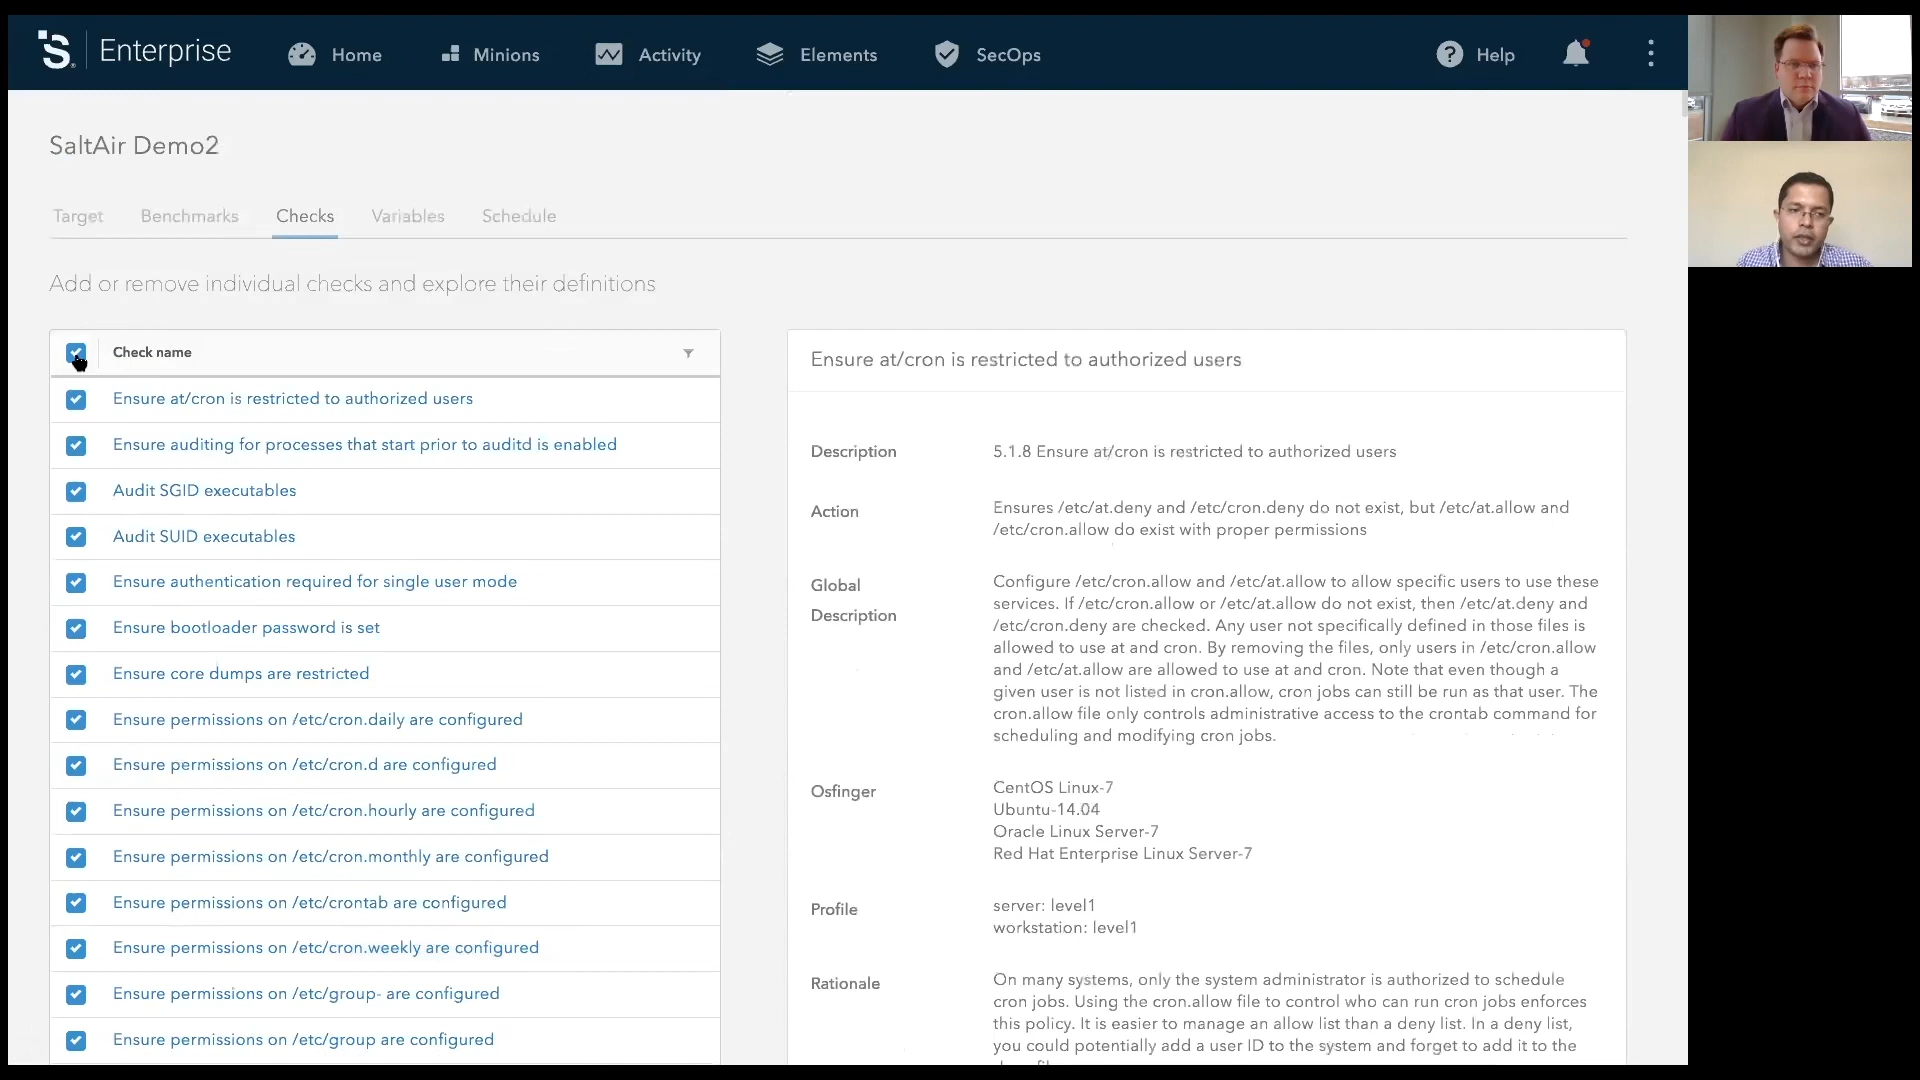 S. Enterprise
Home
Minions
Activity
Elements
SecOps
Help
SaltAir Demo2
Target
Benchmarks
Checks
Variables
Schedule
Add or remove individual checks and explore their definitions
Check name
Ensure at/cron is restricted to authorized users
Ensure auditing for processes that start prior to auditd is enabled
Audit SGID executables
Audit SUID executables
Ensure authentication required for single user mode
Ensure bootloader password is set
Ensure core dumps are restricted
Ensure permissions on /etc/cron.daily are configured
Ensure permissions on /etc/cron.d are configured
Ensure permissions on /etc/cron.hourly are configured
Ensure permissions on /etc/cron.monthly are configured
Ensure permissions on /etc/crontab are configured
Ensure permissions on /etc/cron.weekly are configured
Ensure permissions on /etc/group- are configured
Ensure permissions on /etc/group are configured
Ensure at/cron is restricted to authorized users
Description
5.1.8 Ensure at/cron is restricted to authorized users
Action
Ensures /etc/at.deny and /etc/cron.deny do not exist, but /etc/at.allow and
/etc/cron.allow do exist with proper permissions
Global
Description
Configure /etc/cron.allow and /etc/at.allow to allow specific users to use these
services. If /etc/cron.allow or /etc/at.allow do not exist, then /etc/at.deny and
/etc/cron.deny are checked. Any user not specifically defined in those files is
allowed to use at and cron. By removing the files, only users in /etc/cron.allow
and /etc/at.allow are allowed to use at and cron. Note that even though a
given user is not listed in cron.allow, cron jobs can still be run as that user. The
cron.allow file only controls administrative access to the crontab command for
scheduling and modifying cron jobs.
Osfinger
CentOS Linux-7
Ubuntu-14.04
Oracle Linux Server-7
Red Hat Enterprise Linux Server-7
Profile
server: level1
workstation: level1
Rationale
On many systems, only the system administrator is authorized to schedule
cron jobs. Using the cron.allow file to control who can run cron jobs enforces
this policy. It is easier to manage an allow list than a deny list. In a deny list,
you could potentially add a user ID to the system and forget to add it to the